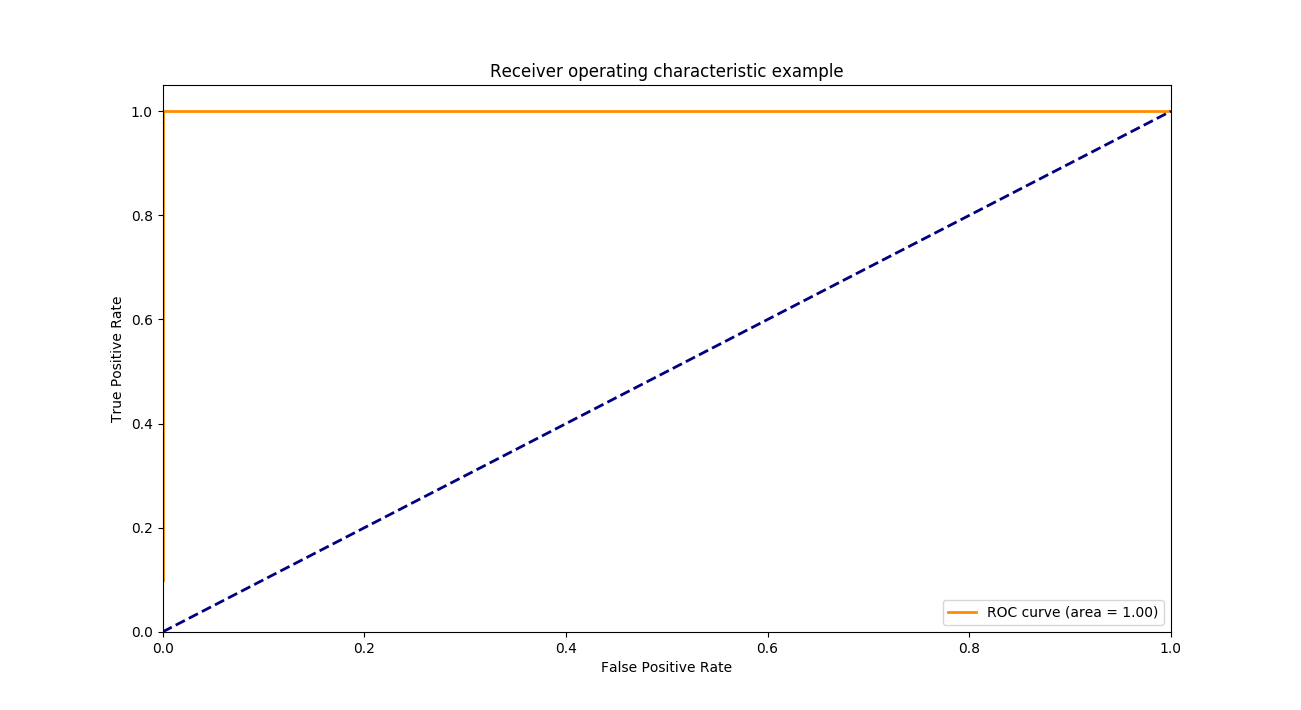 Receiver operating characteristic example
1.0
0.8
0.6
0.4
0.2
0.0
True Positive Rate
ROC curve (area = 1.00)
0.0 0.2 0.4 0.6 0.8 1.0
False Positive Rate